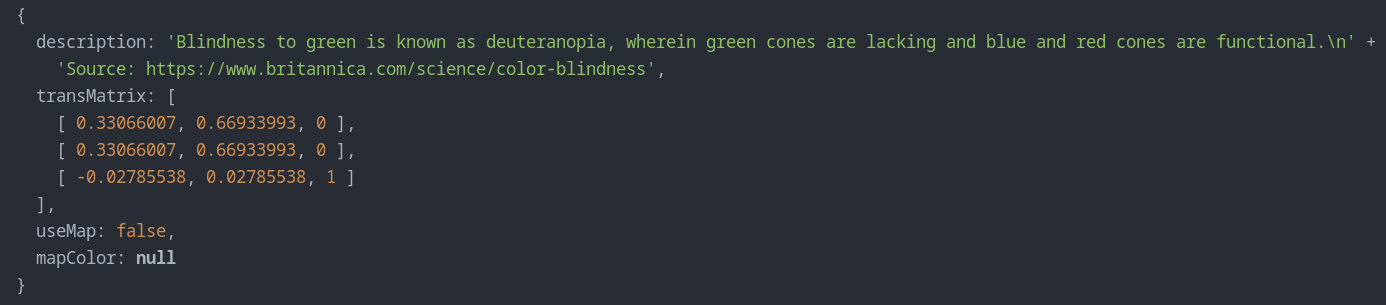 {
  description: 'Blindness to green is known as deuteranopia, wherein green cones are lacking and blue and red cones are functional.\n' +
    'Source: https://www.britannica.com/science/color-blindness',
  transMatrix: [
    [ 0.33066007, 0.66933993, 0 ],
    [ 0.33066007, 0.66933993, 0 ],
    [ -0.02785538, 0.02785538, 1 ]
  ],
  useMap: false,
  mapColor: null
}